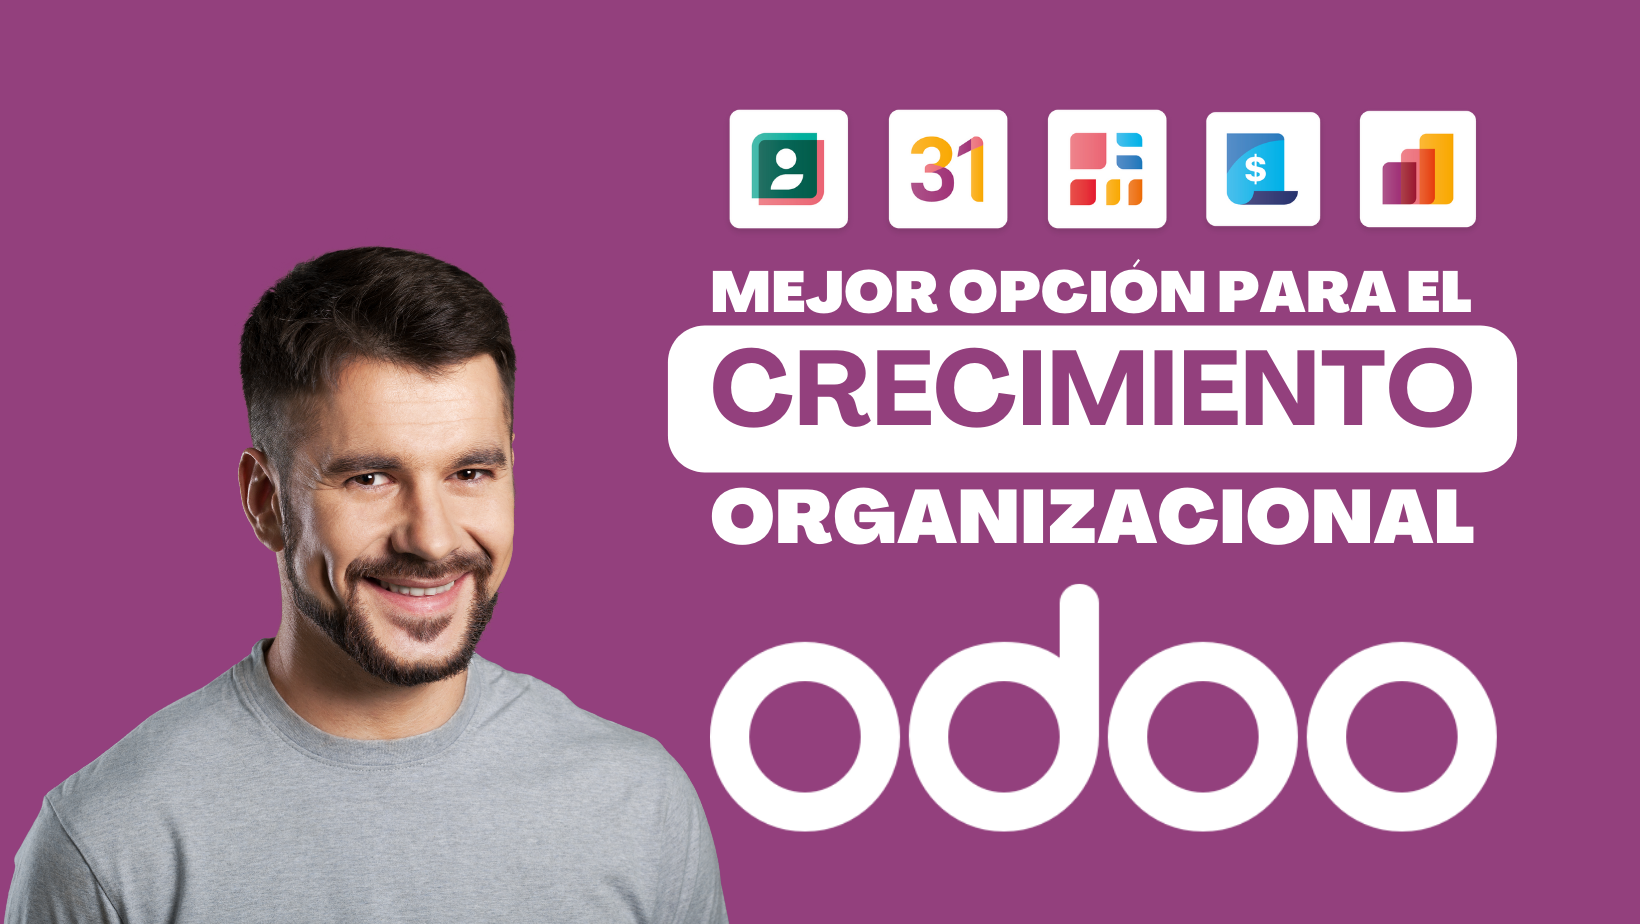 31
$
MEJOR OPCIÓN PARA EL
CRECIMIENTO
ORGANIZACIONAL
odoo